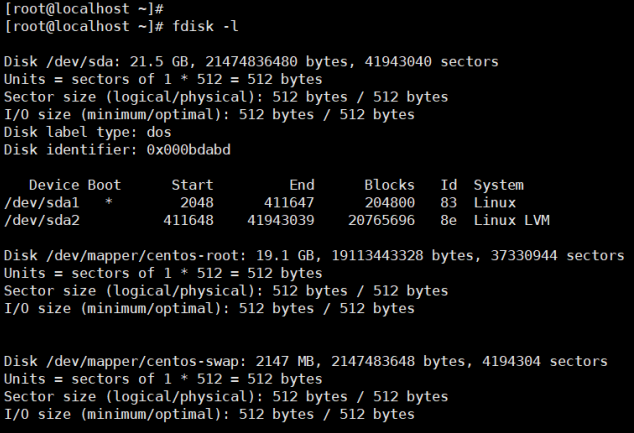 [root@localhost ~]#
[root@localhost ~]# fdisk -l
Disk /dev/sda: 21.5 GB, 21474836480 bytes, 41943040 sectors
Units = sectors of 1 * 512 = 512 bytes
Sector size (logical/physical): 512 bytes / 512 bytes
I/O size (minimum/optimal): 512 bytes / 512 bytes
Disk label type: dos
Disk identifier: 0x000bdabd
Device Boot Start End Blocks Id System
/dev/sda1 * 2048 411647 204800 83 Linux
/dev/sda2 411648 41943039 20765696 8e Linux LVM
Disk /dev/mapper/centos-root: 19.1 GB, 19113443328 bytes, 37330944 sectors
Units = sectors of 1 * 512 = 512 bytes
Sector size (logical/physical): 512 bytes / 512 bytes
I/O size (minimum/optimal): 512 bytes / 512 bytes
Disk /dev/mapper/centos-swap: 2147 MB, 2147483648 bytes, 4194304 sectors
Units = sectors of 1 * 512 = 512 bytes
Sector size (logical/physical): 512 bytes / 512 bytes
I/O size (minimum/optimal): 512 bytes / 512 bytes